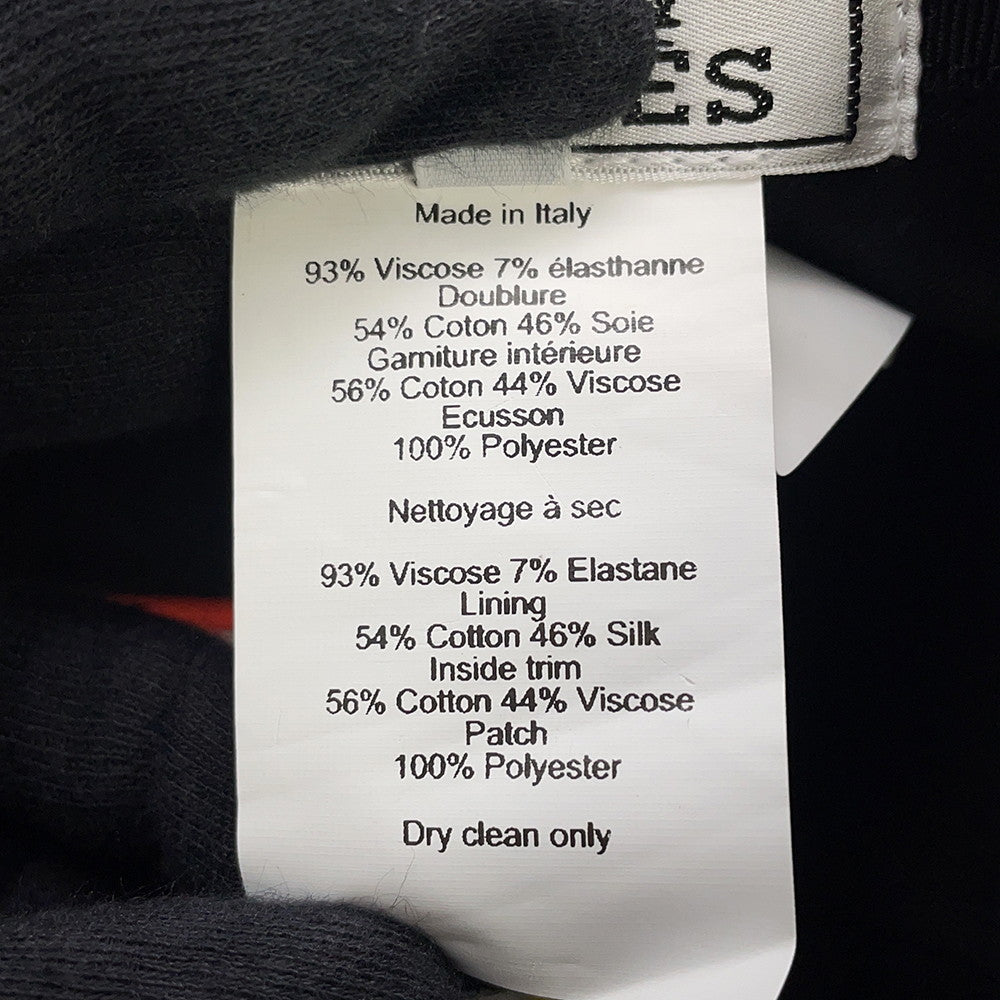 ES
Made in Italy
93% Viscose 7% élasthanne
Doublure
54% Coton 46% Soie
Garniture intérieure
56% Coton 44% Viscose
Ecusson
100% Polyester
Nettoyage à sec
93% Viscose 7% Elastane
Lining
54% Cotton 46% Silk
Inside trim
56% Cotton 44% Viscose
Patch
100% Polyester
Dry clean only